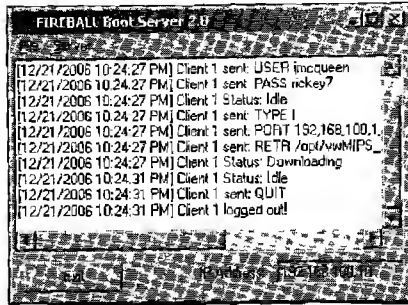 FIREBALL Boot Server 2.0
[12/21/2006 10:24:27 PM] Client 1 sent: USER imcqueen
[12/21/2006 10:24:27 PM] Client 1 sent: PASS rickey7
[12/21/2006 10:24:27 PM] Client 1 Status: Idle
[12/21/2006 10:24:27 PM] Client 1 sent: TYPE I
[12/21/2006 10:24:27 PM] Client 1 sent: PORT 192,168,100,1,
[12/21/2006 10:24:27 PM] Client 1 sent: RETR /opt/vwMIPS_
[12/21/2006 10:24:27 PM] Client 1 Status: Downloading
[12/21/2006 10:24:31 PM] Client 1 Status: Idle
[12/21/2006 10:24:31 PM] Client 1 sent: QUIT
[12/21/2006 10:24:31 PM] Client 1 logged out!